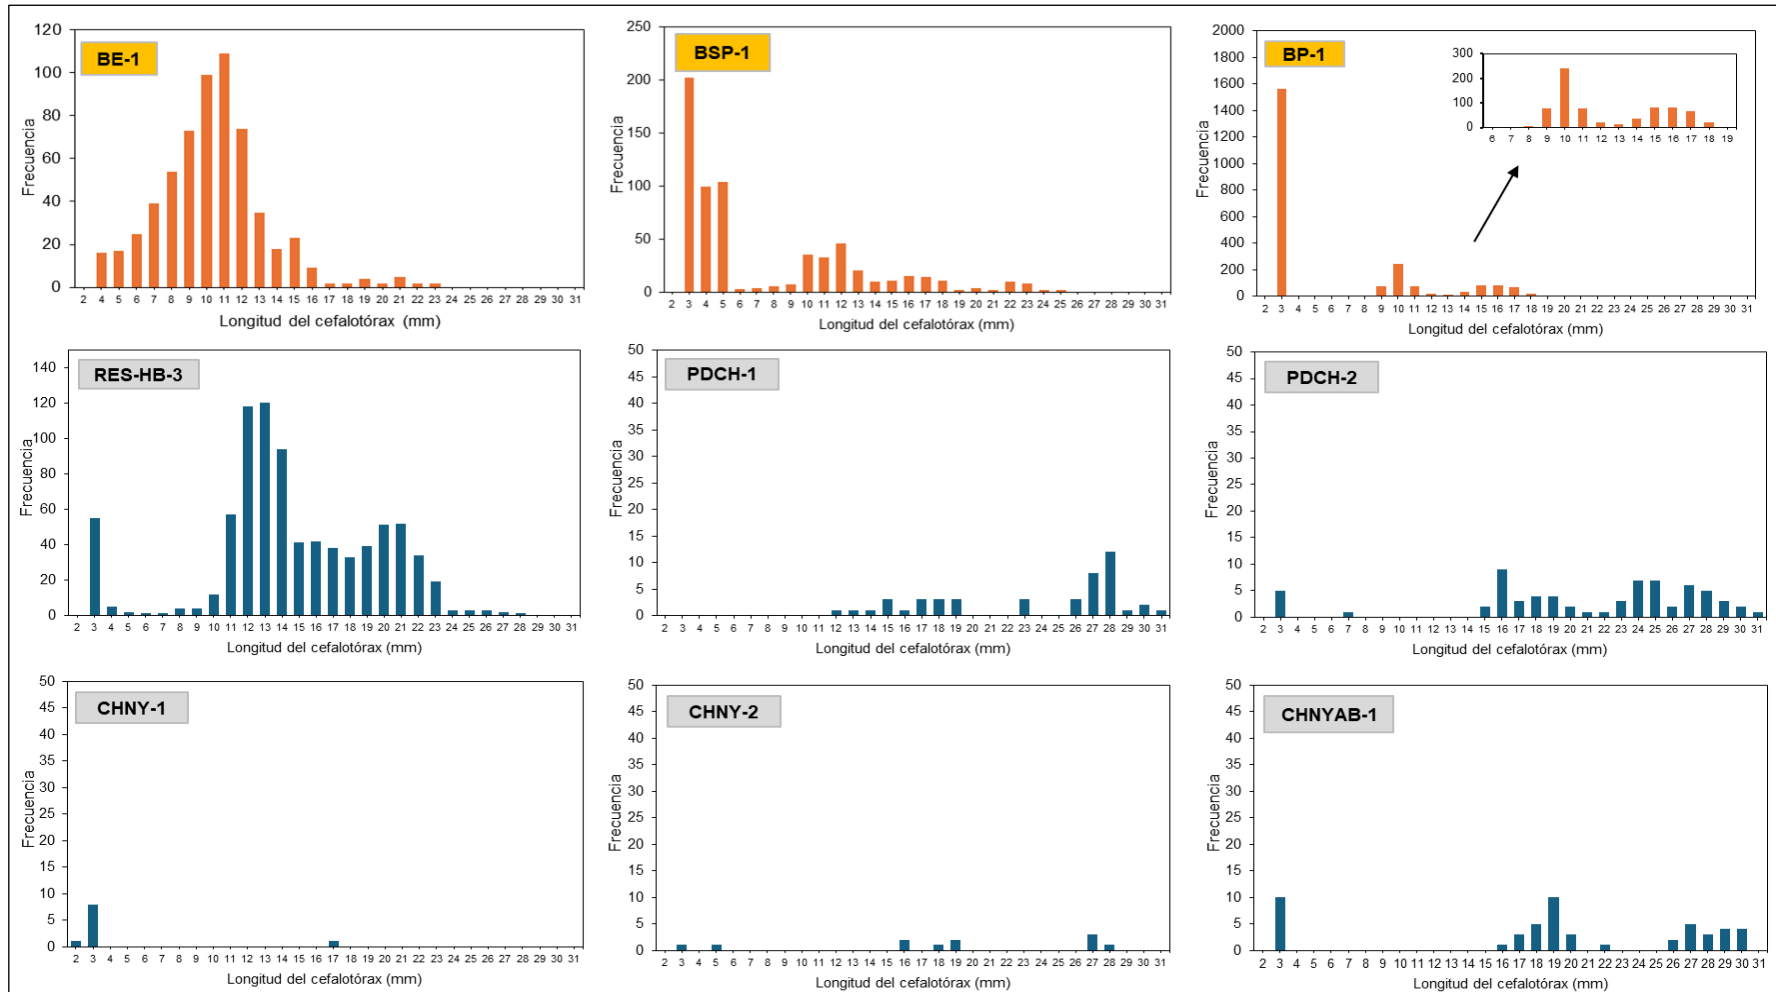 BE-1
Frecuencia
120
100
80
60
40
20
0
2 4 5 6 7 8 9 10 11 12 13 14 15 16 17 18 19 20 21 23 24 25 26 27 28 29 30 31
Longitud del cefalotórax (mm)
BSP-1
Frecuencia
250
200
150
100
50
0
2 3 4 5 6 7 8 9 10 11 12 13 14 15 16 17 18 19 20 21 22 23 24 25 26 27 28 29 30 31
Longitud del cefalotórax (mm)
BP-1
Frecuencia
2000
1800
1600
1400
1200
1000
800
600
400
200
0
2 3 4 5 6 7 8 9 10 11 12 13 14 15 16 17 18 19 20 21 22 23 24 25 26 27 28 29 30 31
Longitud del cefalotórax (mm)
300
200
100
0
6 7 8 9 10 11 12 13 14 15 16 17 18 19
RES-HB-3
Frecuencia
140
120
100
80
60
40
20
0
2 3 4 5 6 7 8 9 10 11 12 13 14 15 16 17 18 19 20 21 22 23 24 25 26 27 28 29 30 31
Longitud del cefalotórax (mm)
PDCH-1
Frecuencia
50
45
40
35
30
25
20
15
10
5
0
2 3 4 5 6 7 8 9 10 11 12 13 14 15 16 17 18 19 20 21 22 23 24 25 26 27 28 29 30 31
Longitud del cefalotórax (mm)
PDCH-2
Frecuencia
50
45
40
35
30
25
20
15
10
5
0
2 3 4 5 6 7 8 9 10 11 12 13 14 15 16 17 18 19 20 21 22 23 24 25 26 27 28 29 30 31
Longitud del cefalotórax (mm)
CHNY-1
Frecuencia
50
45
40
35
30
25
20
15
10
5
0
2 3 4 5 6 7 8 9 10 11 12 13 14 15 16 17 18 19 20 21 22 23 24 25 26 27 28 29 30 31
Longitud del cefalotórax (mm)
CHNY-2
Frecuencia
50
45
40
35
30
25
20
15
10
5
0
2 3 4 5 6 7 8 9 10 11 12 13 14 15 16 17 18 19 20 21 22 23 24 25 26 27 28 29 30 31
Longitud del cefalotórax (mm)
CHNYAB-1
Frecuencia
50
45
40
35
30
25
20
15
10
5
0
2 3 4 5 6 7 8 9 10 11 12 13 14 15 16 17 18 19 20 21 22 23 24 25 26 27 28 29 30 31
Longitud del cefalotórax (mm)